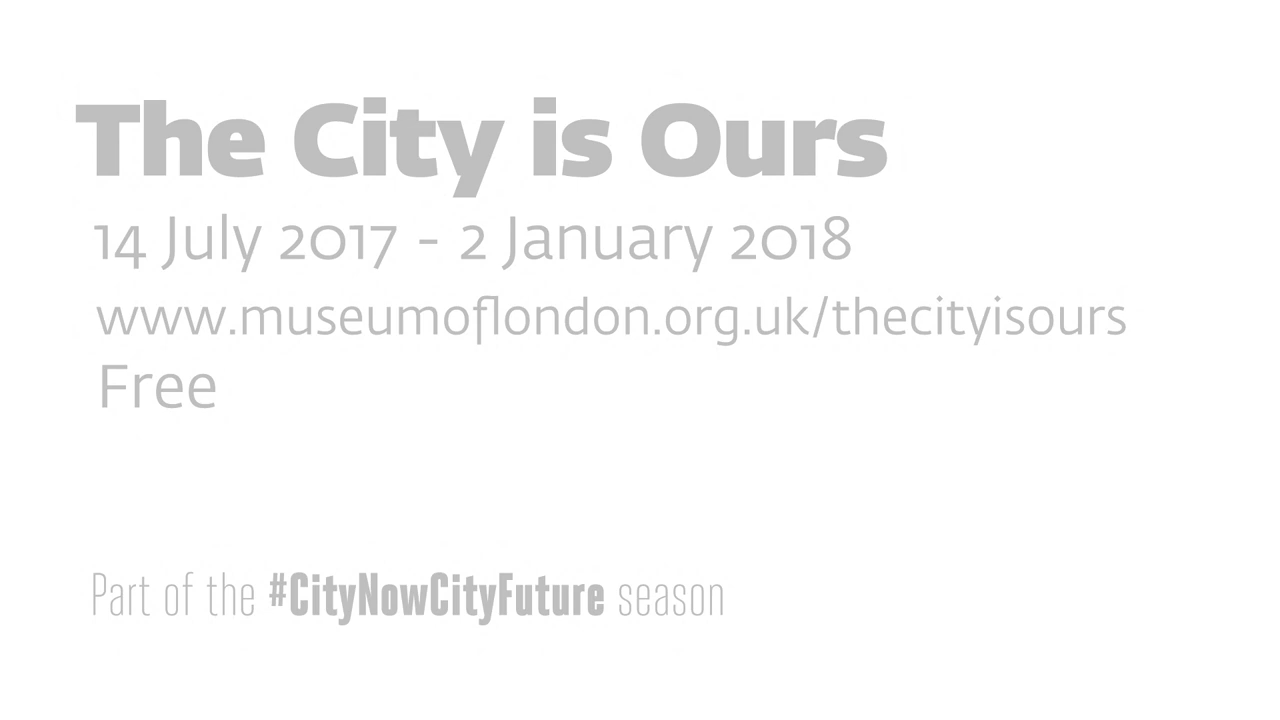 The City is Ours
14 July 2017 - 2 January 2018
www.museumoflondon.org.uk/thecityisours
Free
Part of the #CityNowCityFuture season